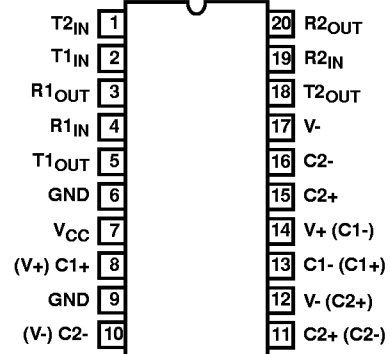 T2IN 1 20 R2OUT
T1IN 2 19 R2IN
R1OUT 3 18 T2OUT
R1IN 4 17 V-
T1OUT 5 16 C2-
GND 6 15 C2+
VCC 7 14 V+ (C1-)
(V+) C1+ 8 13 C1- (C1+)
GND 9 12 V- (C2+)
(V-) C2- 10 11 C2+ (C2-)